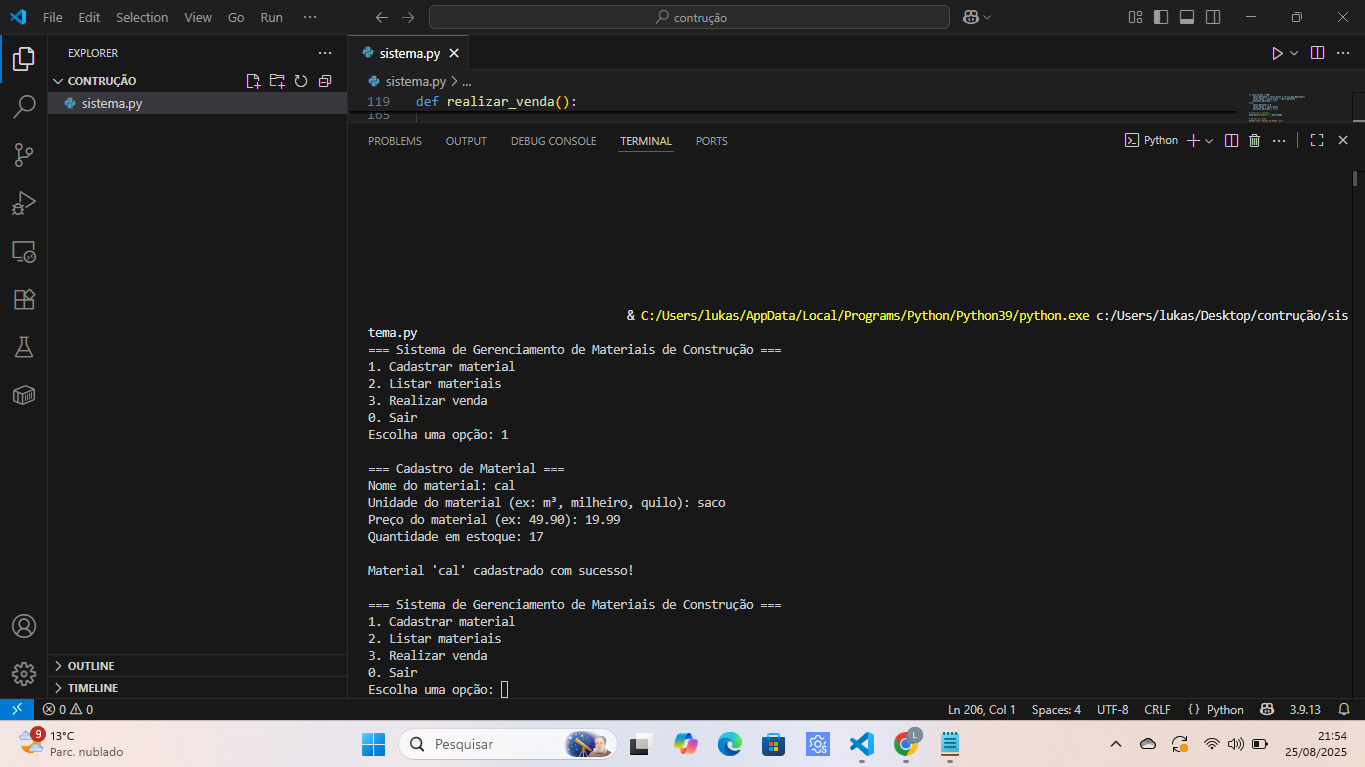 File Edit Selection View Go Run ···
contrução
EXPLORER
CONTRUÇÃO
sistema.py
OUTLINE
TIMELINE
sistema.py
sistema.py > ...
119 def realizar_venda():
165
PROBLEMS OUTPUT DEBUG CONSOLE TERMINAL PORTS
Python
& C:/Users/lukas/AppData/Local/Programs/Python/Python39/python.exe c:/Users/lukas/Desktop/contrução/sis
tema.py
=== Sistema de Gerenciamento de Materiais de Construção ===
1. Cadastrar material
2. Listar materiais
3. Realizar venda
0. Sair
Escolha uma opção: 1
=== Cadastro de Material ===
Nome do material: cal
Unidade do material (ex: m³, milheiro, quilo): saco
Preço do material (ex: 49.90): 19.99
Quantidade em estoque: 17
Material 'cal' cadastrado com sucesso!
=== Sistema de Gerenciamento de Materiais de Construção ===
1. Cadastrar material
2. Listar materiais
3. Realizar venda
0. Sair
Escolha uma opção:
0 0 Ln 206, Col 1 Spaces: 4 UTF-8 CRLF {} Python 3.9.13
9
13°C
Parc. nublado
Pesquisar
L
21:54
25/08/2025